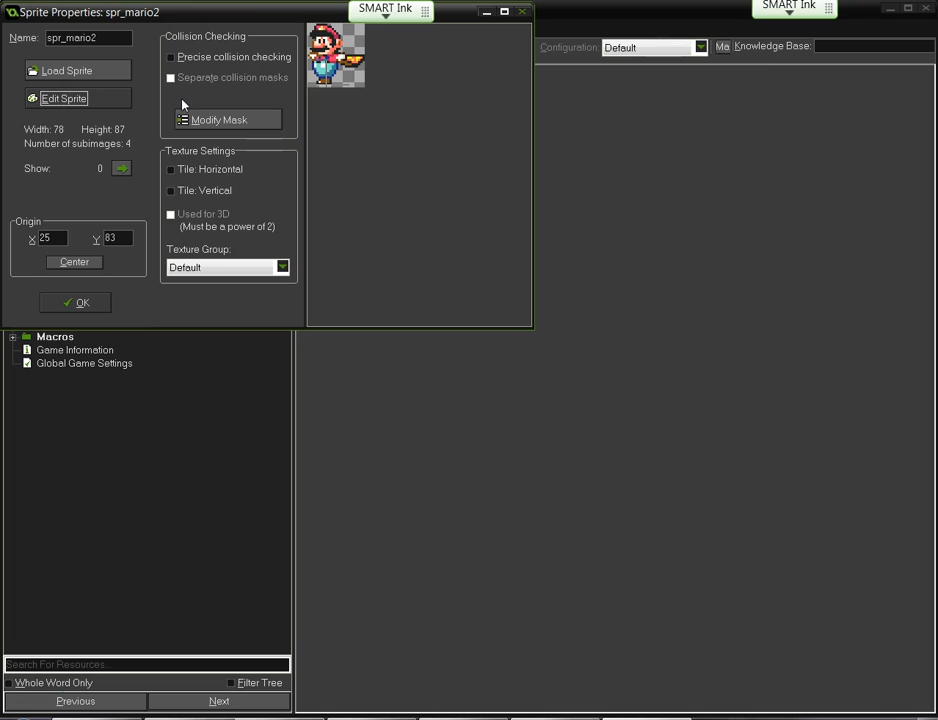 SMART Ink
SMART Ink
Sprite Properties: spr_mario2
Name: spr_mario2
Load Sprite
Edit Sprite
Width: 78 Height: 87
Number of subimages: 4
Show: 0
Origin
X 25 Y 83
Center
OK
Collision Checking
Precise collision checking
Separate collision masks
Modify Mask
Texture Settings
Tile: Horizontal
Tile: Vertical
Used for 3D
(Must be a power of 2)
Texture Group:
Default
Configuration: Default
Ma Knowledge Base:
Macros
Game Information
Global Game Settings
Search For Resources...
Whole Word Only Filter Tree
Previous Next